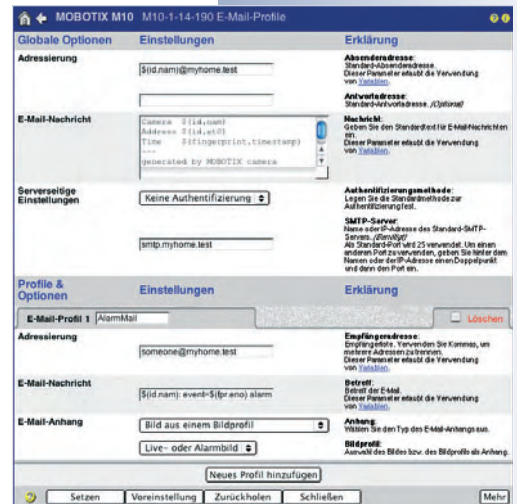 MOBOTIX M10 M10-1-14-190 E-Mail-Profile
Globale Optionen Einstellungen Erklärung
Adressierung
$(id.nam)@myhome.test
Absenderadresse:
Standard-Absenderadresse.
Dieser Parameter erlaubt die Verwendung
von Variablen.
Antwortadresse:
Standard-Antwortadresse. (Optional)
E-Mail-Nachricht
Camera $(id.nam)
Address $(id.et0)
Time $(fingerprint.timestamp)
---
generated by MOBOTIX camera
Nachricht:
Geben Sie den Standardtext für E-Mail-Nachrichten
ein.
Dieser Parameter erlaubt die Verwendung
von Variablen.
Serverseitige
Einstellungen
Keine Authentifizierung
smtp.myhome.test
Authentifizierungsmethode:
Legen Sie die Standardmethode zur
Authentifizierung fest.
SMTP-Server:
Name oder IP-Adresse des Standard-SMTP-
Servers. (Benötigt)
Als Standard-Port wird 25 verwendet. Um einen
anderen Port zu verwenden, geben Sie hinter dem
Namen oder der IP-Adresse einen Doppelpunkt
und dann den Port ein.
Profile &
Optionen
Einstellungen Erklärung
E-Mail-Profil 1 AlarmMail Löschen
Adressierung
someone@myhome.test
Empfängeradresse:
Empfängerliste. Verwenden Sie Kommas, um
mehrere Adressen zu trennen.
Dieser Parameter erlaubt die Verwendung
von Variablen.
E-Mail-Nachricht
$(id.nam): event=$(fpr.eno) alarm
Betreff:
Betreff der E-Mail.
Dieser Parameter erlaubt die Verwendung
von Variablen.
E-Mail-Anhang
Bild aus einem Bildprofil
Live- oder Alarmbild
Anhang:
Wählen Sie den Typ des E-Mail-Anhangs aus.
Bildprofil:
Auswahl des Bildes bzw. des Bildprofils als Anhang.
Neues Profil hinzufügen
Setzen Voreinstellung Zurückholen Schließen Mehr